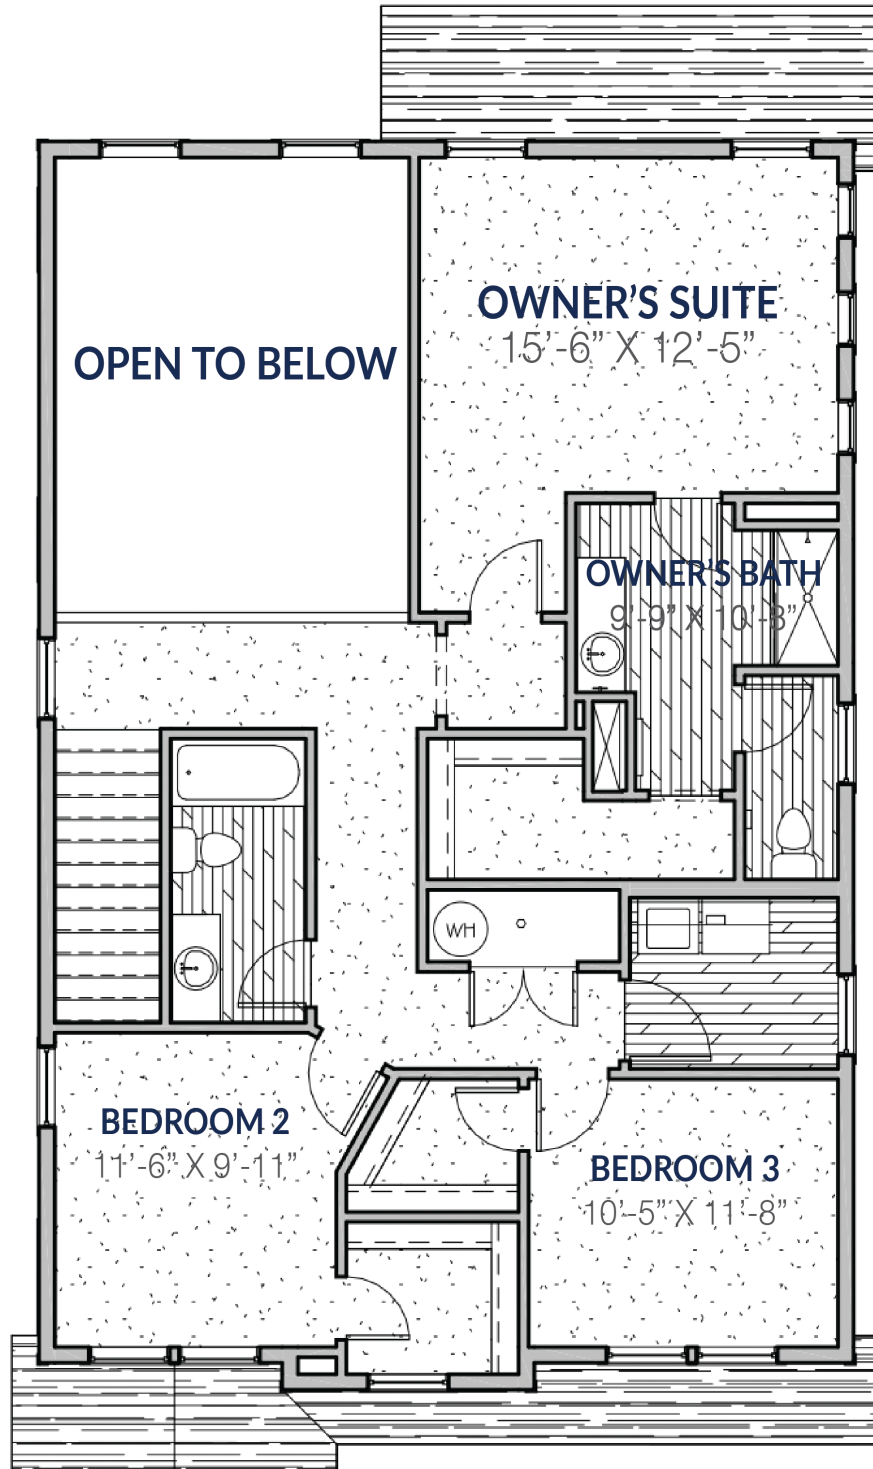 OWNER’S SUITE
15’-6” X 12’-5”
OPEN TO BELOW
OWNER’S BATH
9’-9” X 10’-8”
WH
BEDROOM 2
11’-6” X 9’-11”
BEDROOM 3
10’-5” X 11’-8”